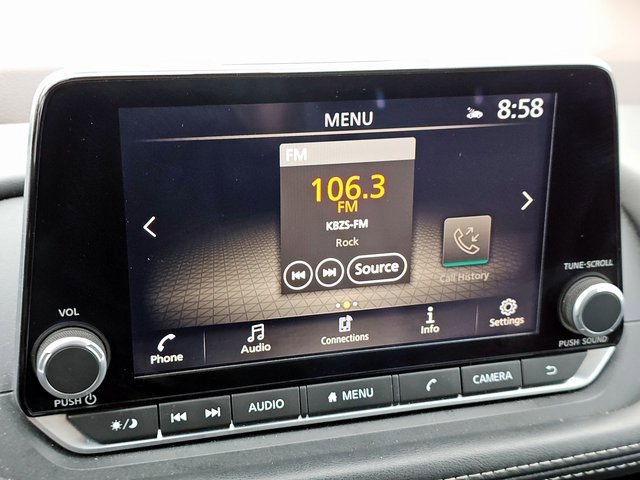 MENU
8:58
FM
106.3
FM
KBZS-FM
Rock
Source
Call History
Phone
Audio
Connections
Info
Settings
VOL
PUSH
TUNE·SCROLL
PUSH SOUND
AUDIO
MENU
CAMERA